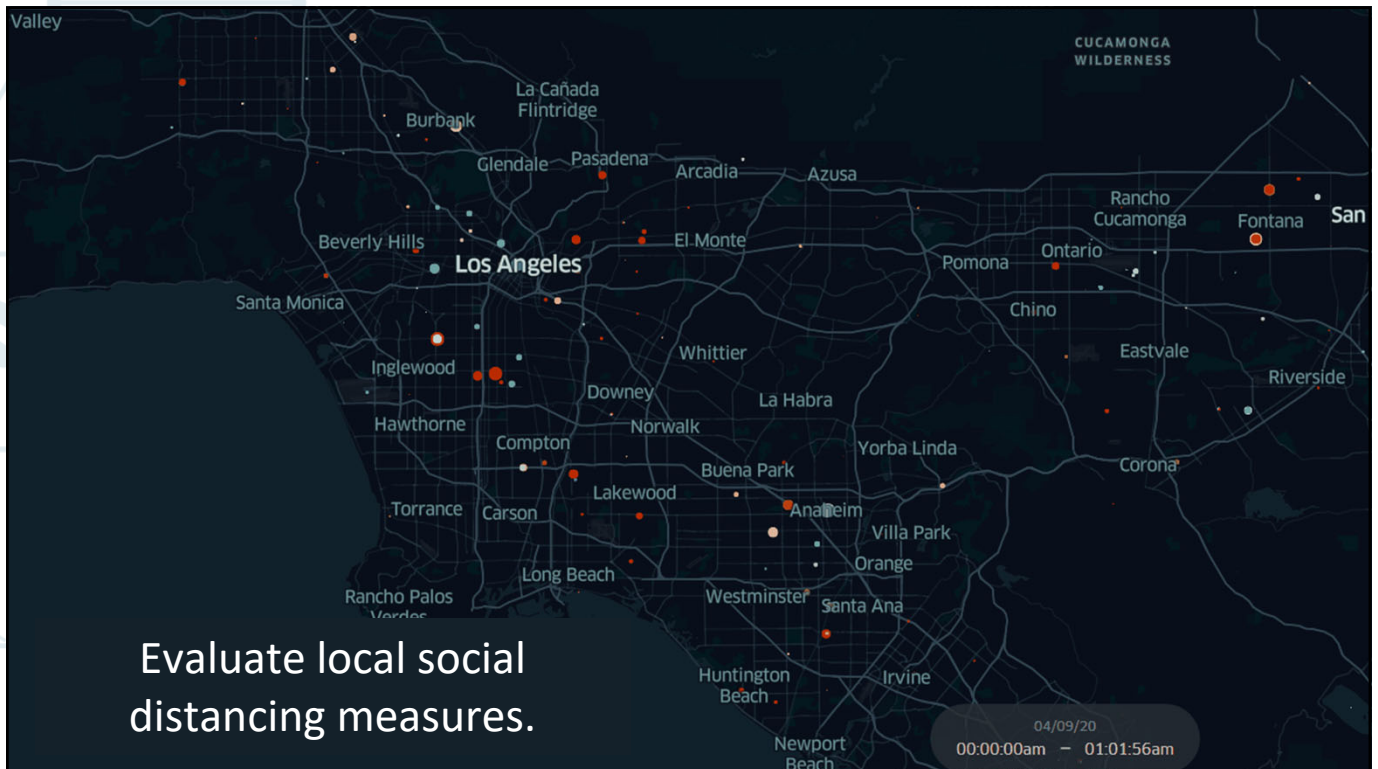 Valley
CUCAMONGA
WILDERNESS
La Cañada
Flintridge
Burbank
Glendale
Pasadena
Arcadia
Azusa
Rancho
Cucamonga
Fontana
San
Beverly Hills
El Monte
Ontario
Los Angeles
Pomona
Santa Monica
Chino
Whittier
Eastvale
Inglewood
Riverside
Downey
La Habra
Hawthorne
Norwalk
Compton
Yorba Linda
Buena Park
Corona
Lakewood
Torrance
Carson
Anaheim
Villa Park
Orange
Long Beach
Rancho Palos
Verdes
Westminster
Santa Ana
Evaluate local social
distancing measures.
Huntington
Beach
Irvine
04/09/20
00:00:00am – 01:01:56am
Newport
Beach